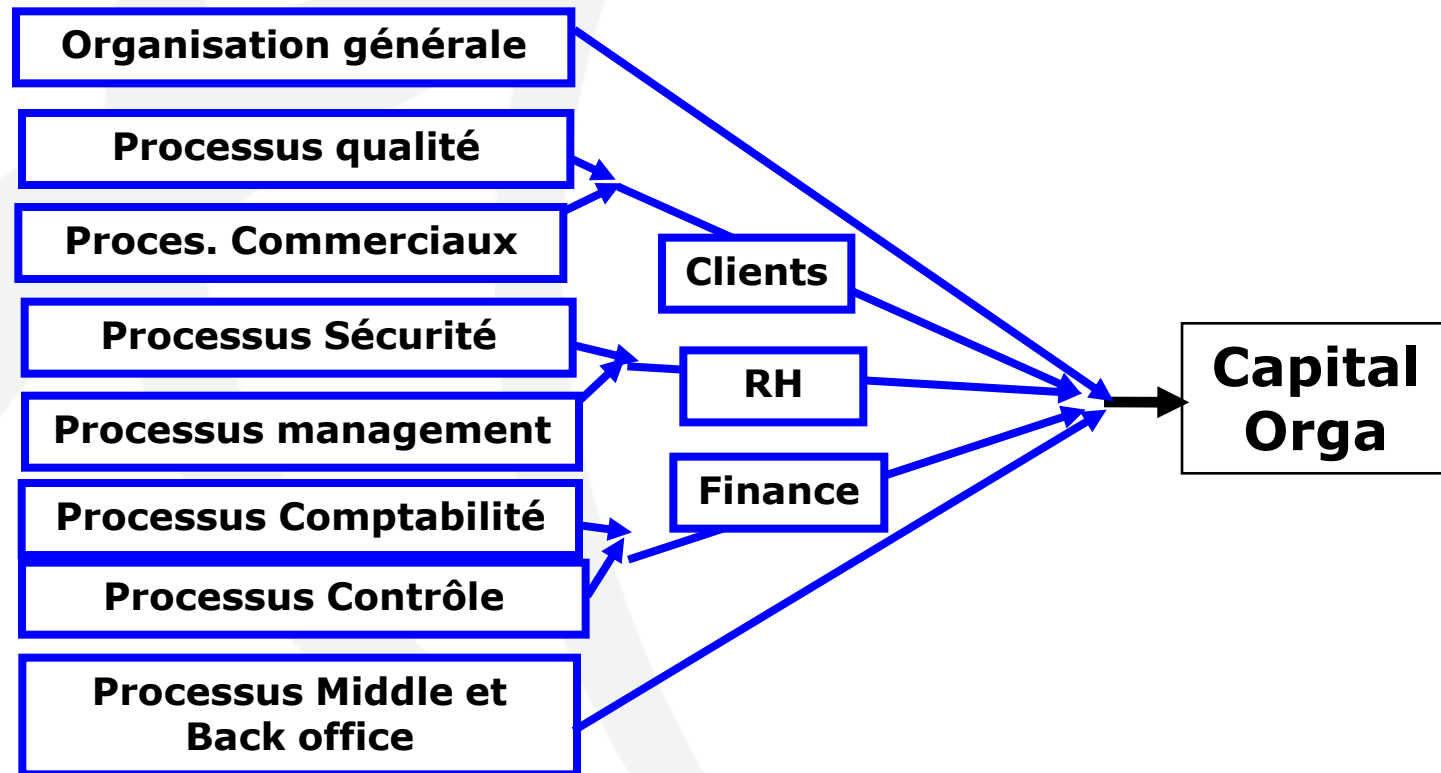 Organisation générale
Processus qualité
Proces. Commerciaux
Clients
Processus Sécurité
RH
Processus management
Processus Comptabilité
Finance
Processus Contrôle
Processus Middle et
Back office
Capital
Orga